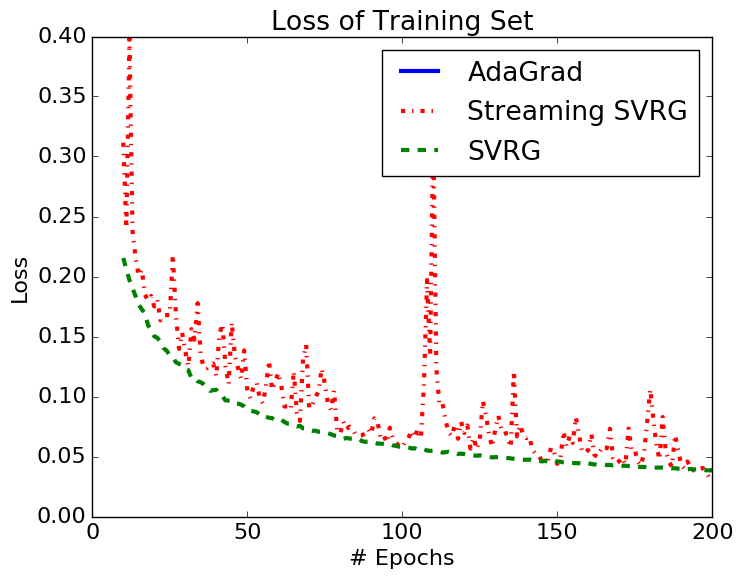 Loss of Training Set
0.40
0.35
0.30
0.25
0.20
0.15
0.10
0.05
0.00
Loss
AdaGrad
Streaming SVRG
SVRG
0 50 100 150 200
# Epochs